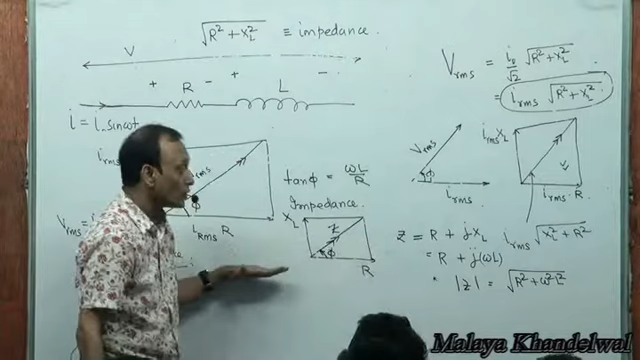 √R² + X_L² ≡ impedance.
V
+ R - + L -
i = i₀ sinωt
i_rms
rms
φ
V_rms = i
i_Rms R
tanφ = ωL/R
Impedance.
X_L
Z
φ
R
V_rms = i₀/√2 √R² + X_L²
= i_rms √R² + X_L²
V_rms
φ
i_rms
i_rms X_L
i_rms R
i_rms √X_L² + R²
Z = R + jX_L
= R + j(ωL)
|Z| = √R² + ω²L²
Malaya Khandelwal